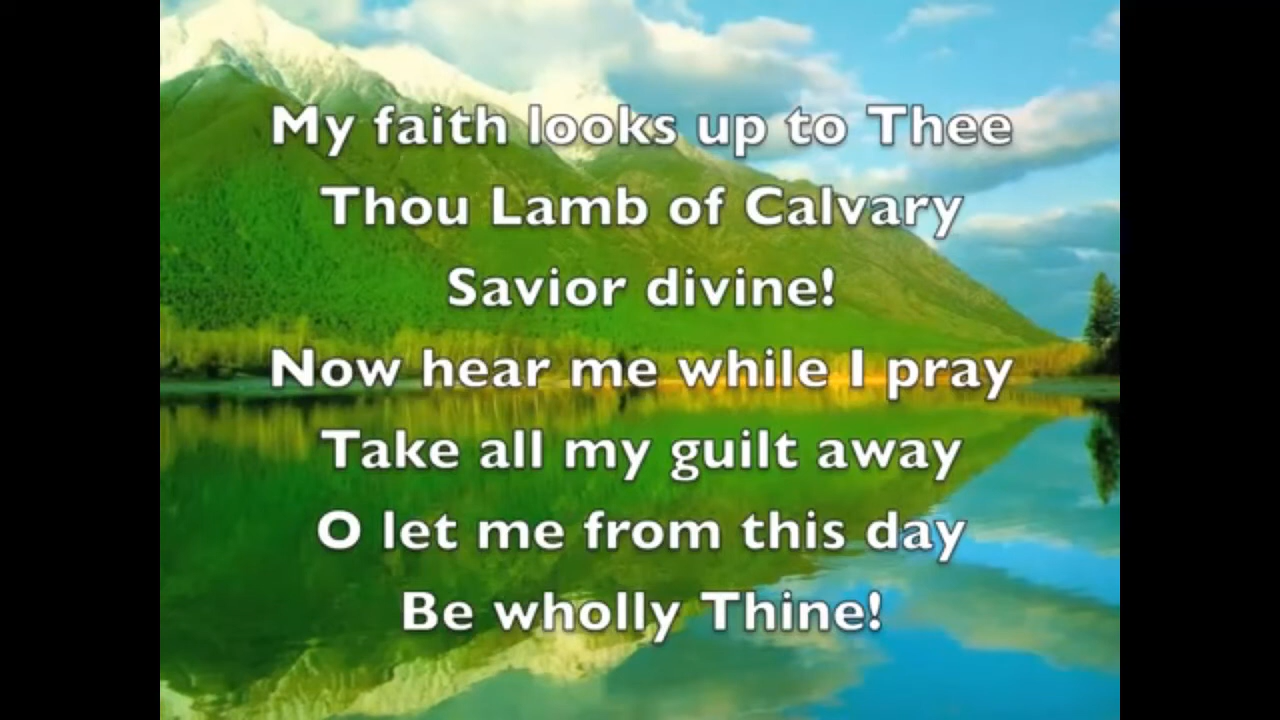 My faith looks up to Thee
Thou Lamb of Calvary
Savior divine!
Now hear me while I pray
Take all my guilt away
O let me from this day
Be wholly Thine!